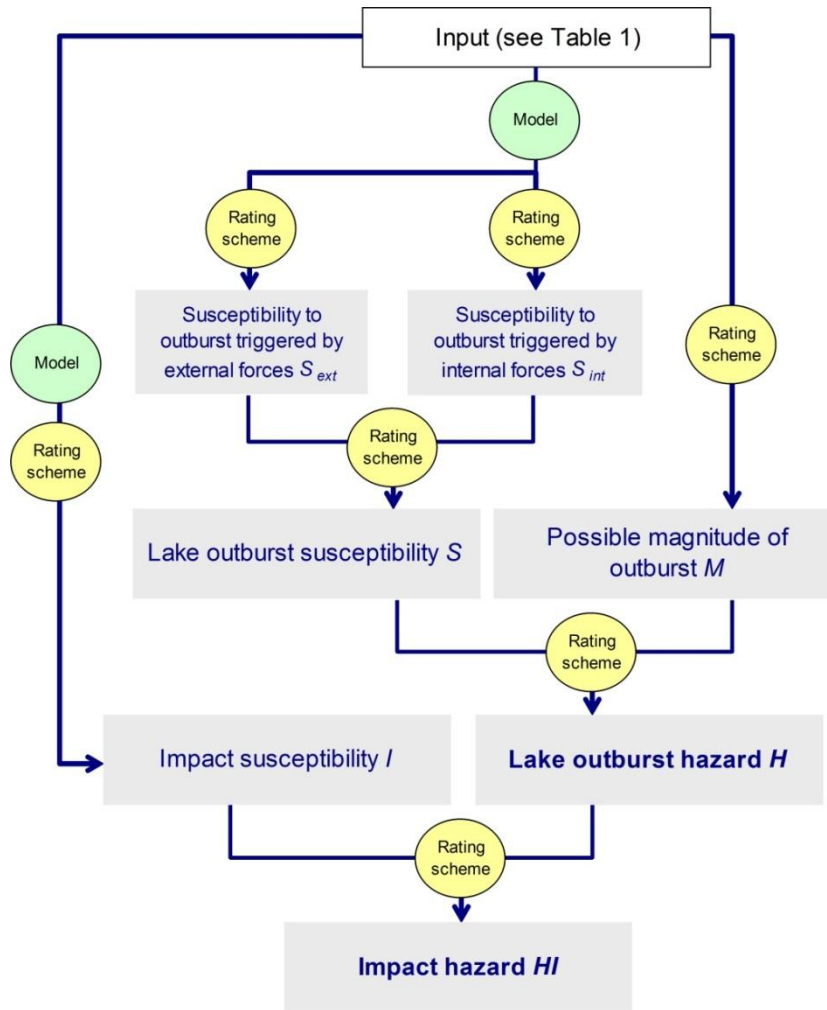 Input (see Table 1)
Model
Rating
scheme
Rating
scheme
Susceptibility to
outburst triggered by
external forces S ext
Susceptibility to
outburst triggered by
internal forces S int
Rating
scheme
Model
Rating
scheme
Rating
scheme
Lake outburst susceptibility S
Possible magnitude of
outburst M
Rating
scheme
Impact susceptibility I
Lake outburst hazard H
Rating
scheme
Impact hazard HI